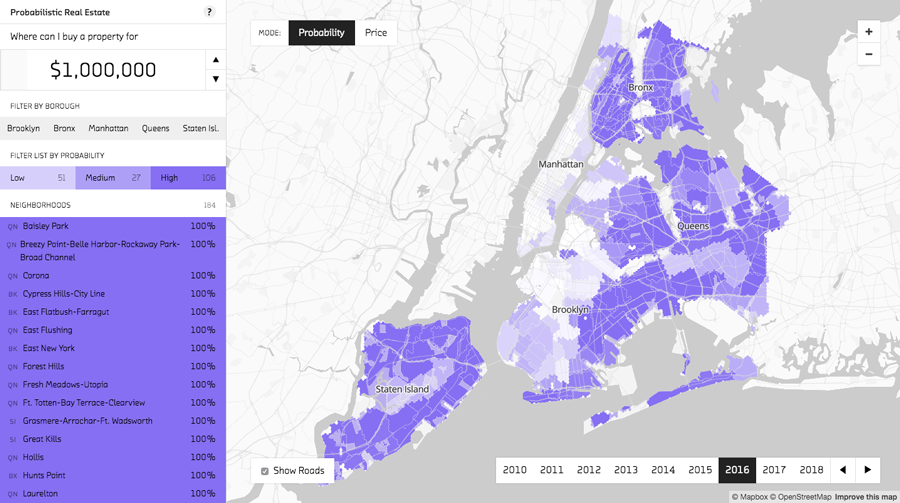 Probabilistic Real Estate ?
Where can I buy a property for
$1,000,000
FILTER BY BOROUGH
Brooklyn Bronx Manhattan Queens Staten Isl.
FILTER LIST BY PROBABILITY
Low 51 Medium 27 High 106
NEIGHBORHOODS 184
QN Baisley Park 100%
QN Breezy Point-Belle Harbor-Rockaway Park- 100%
Broad Channel
QN Corona 100%
BK Cypress Hills-City Line 100%
BK East Flatbush-Farragut 100%
QN East Flushing 100%
BK East New York 100%
QN Forest Hills 100%
QN Fresh Meadows-Utopia 100%
QN Ft. Totten-Bay Terrace-Clearview 100%
SI Grasmere-Arrochar-Ft. Wadsworth 100%
SI Great Kills 100%
QN Hollis 100%
BX Hunts Point 100%
QN Laurelton 100%
MODE: Probability Price
+
−
Bronx
Manhattan
Queens
Brooklyn
Staten Island
Show Roads
2010 2011 2012 2013 2014 2015 2016 2017 2018
© Mapbox © OpenStreetMap Improve this map